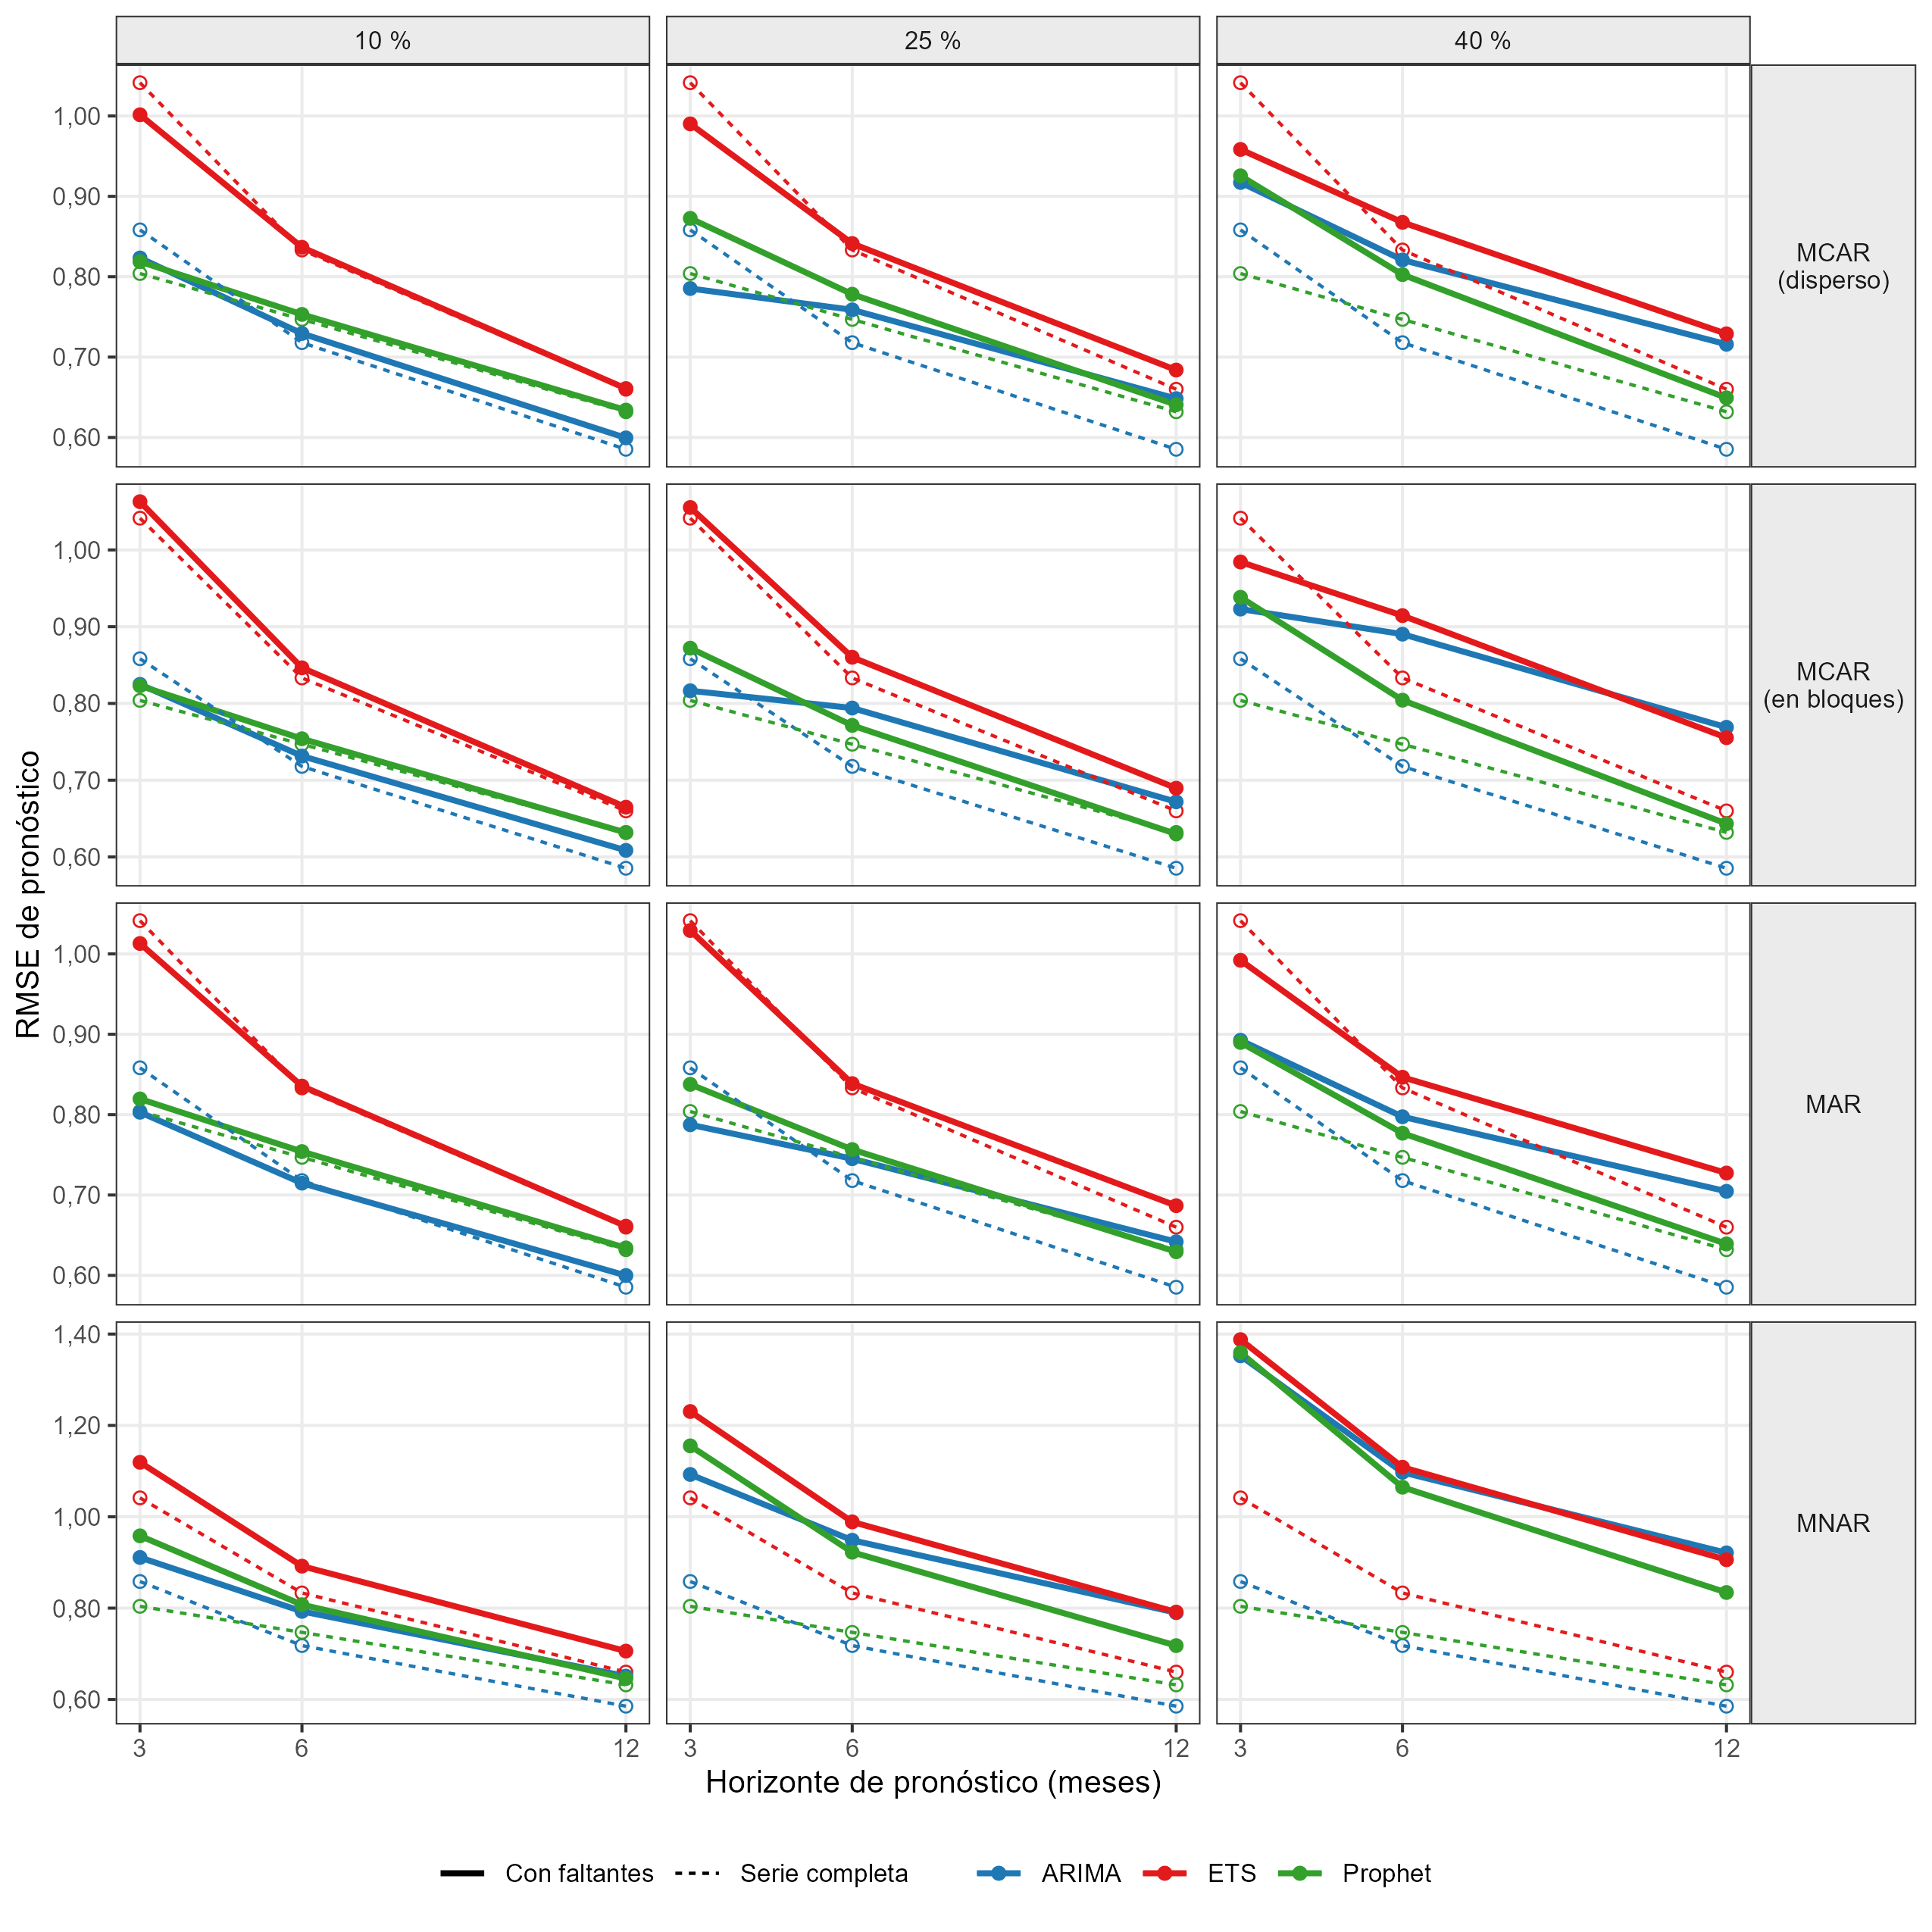 10 %
25 %
40 %
1,00
0,90
0,80
0,70
0,60
MCAR
(disperso)
1,00
0,90
0,80
0,70
0,60
MCAR
(en bloques)
1,00
0,90
0,80
0,70
0,60
MAR
1,40
1,20
1,00
0,80
0,60
MNAR
RMSE de pronóstico
3 6 12
3 6 12
3 6 12
Horizonte de pronóstico (meses)
Con faltantes Serie completa ARIMA ETS Prophet